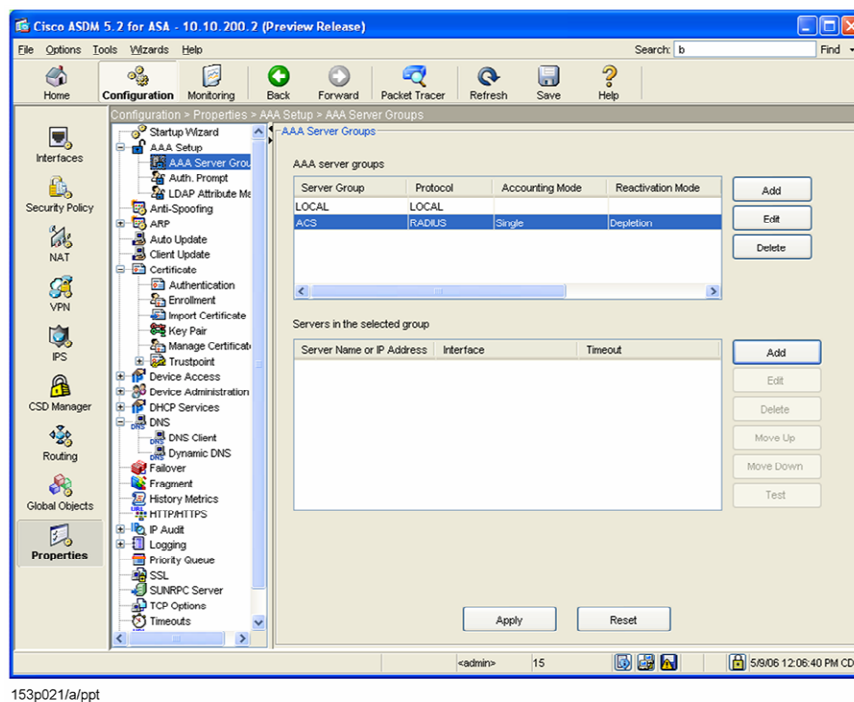 Cisco ASDM 5.2 for ASA - 10.10.200.2 (Preview Release)
File Options Tools Wizards Help
Search: b Find
Home Configuration Monitoring Back Forward Packet Tracer Refresh Save Help
Configuration > Properties > AAA Setup > AAA Server Groups
Interfaces
Security Policy
NAT
VPN
IPS
CSD Manager
Routing
Global Objects
Properties
Startup Wizard
AAA Setup
AAA Server Grou
Auth. Prompt
LDAP Attribute Ma
Anti-Spoofing
ARP
Auto Update
Client Update
Certificate
Authentication
Enrollment
Import Certificate
Key Pair
Manage Certificat
Trustpoint
Device Access
Device Administration
DHCP Services
DNS
DNS Client
Dynamic DNS
Failover
Fragment
History Metrics
HTTP/HTTPS
IP Audit
Logging
Priority Queue
SSL
SUNRPC Server
TCP Options
Timeouts
AAA Server Groups
AAA server groups
Server Group Protocol Accounting Mode Reactivation Mode
LOCAL LOCAL
ACS RADIUS Single Depletion
Add
Edit
Delete
Servers in the selected group
Server Name or IP Address Interface Timeout
Add
Edit
Delete
Move Up
Move Down
Test
Apply Reset
<admin> 15 5/9/06 12:06:40 PM CD
153p021/a/ppt